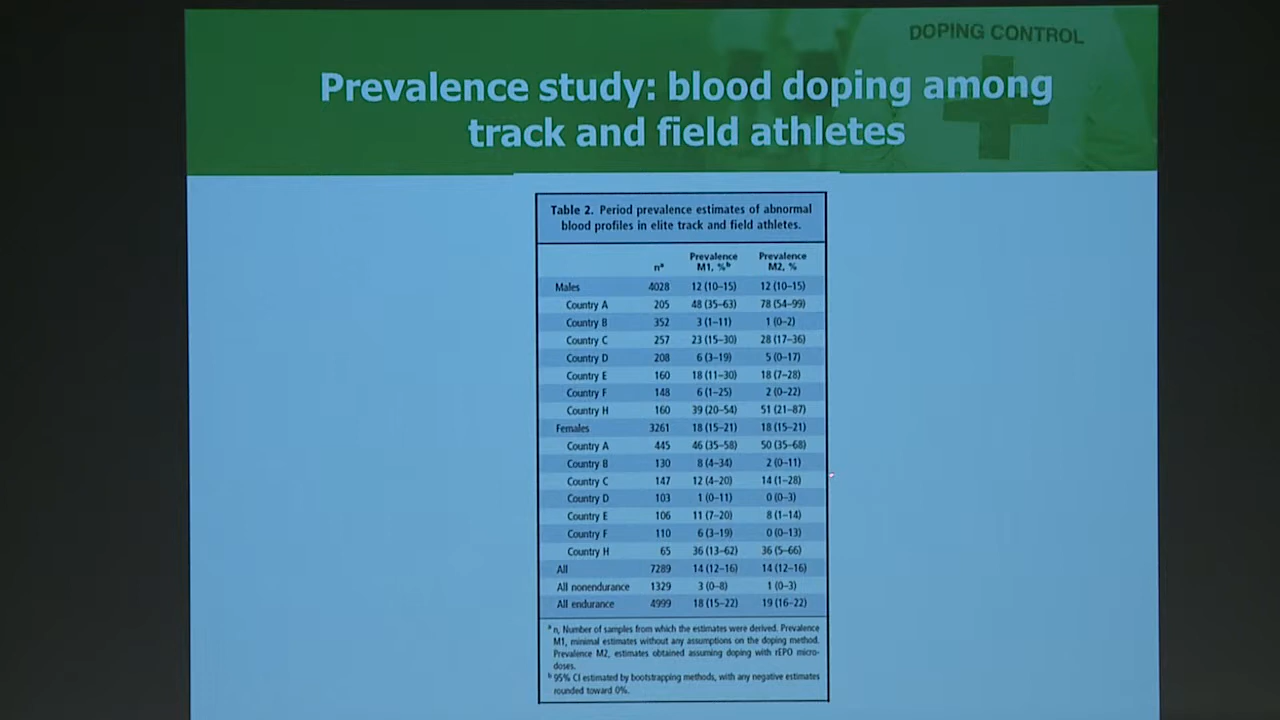 DOPING CONTROL
Prevalence study: blood doping among
track and field athletes
Table 2. Period prevalence estimates of abnormal
blood profiles in elite track and field athletes.
nᵃ Prevalence M1, %ᵇ Prevalence M2, %
Males 4028 12 (10–15) 12 (10–15)
Country A 205 48 (35–63) 78 (54–99)
Country B 352 3 (1–11) 1 (0–2)
Country C 257 23 (15–30) 28 (17–36)
Country D 208 6 (3–19) 5 (0–17)
Country E 160 18 (11–30) 18 (7–28)
Country F 148 6 (1–25) 2 (0–22)
Country H 160 39 (20–54) 51 (21–87)
Females 3261 18 (15–21) 18 (15–21)
Country A 445 46 (35–58) 50 (35–68)
Country B 130 8 (4–34) 2 (0–11)
Country C 147 12 (4–20) 14 (1–28)
Country D 103 1 (0–11) 0 (0–3)
Country E 106 11 (7–20) 8 (1–14)
Country F 110 6 (3–19) 0 (0–13)
Country H 65 36 (13–62) 36 (5–66)
All 7289 14 (12–16) 14 (12–16)
All nonendurance 1329 3 (0–8) 1 (0–3)
All endurance 4999 18 (15–22) 19 (16–22)
ᵃ n, Number of samples from which the estimates were derived. Prevalence
M1, minimal estimates without any assumptions on the doping method.
Prevalence M2, estimates obtained assuming doping with rEPO micro-
doses.
ᵇ 95% CI estimated by bootstrapping methods, with any negative estimates
rounded toward 0%.